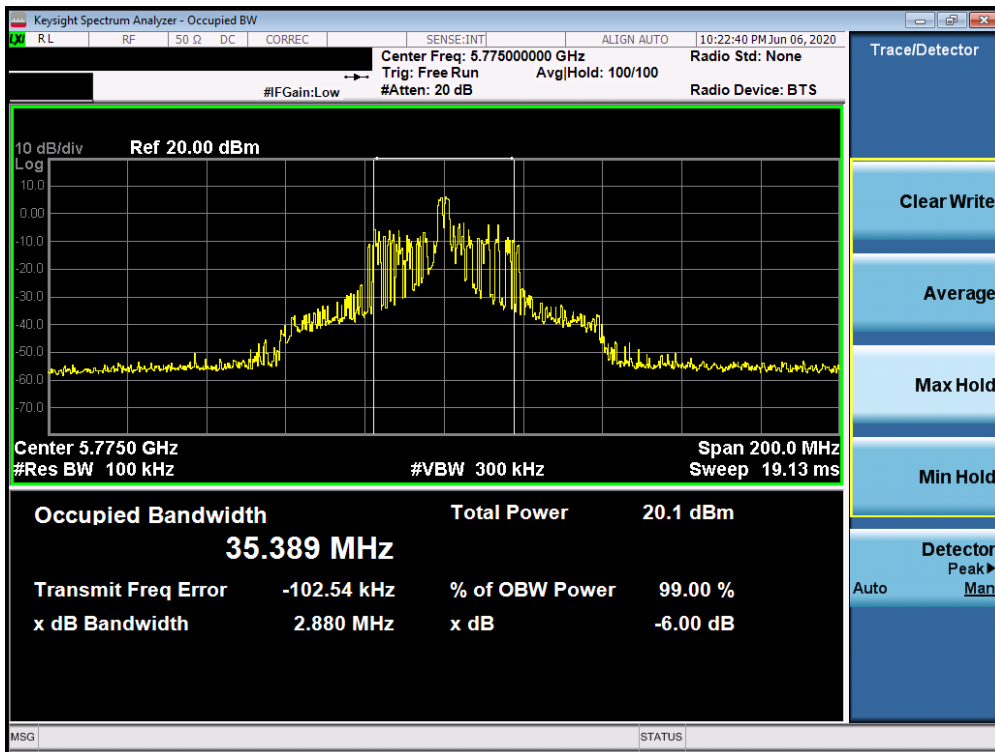 Keysight Spectrum Analyzer - Occupied BW
LXI RL RF 50 Ω DC CORREC SENSE:INT ALIGN AUTO 10:22:40 PM Jun 06, 2020
Center Freq: 5.775000000 GHz Radio Std: None
Trig: Free Run Avg|Hold: 100/100
#IFGain:Low #Atten: 20 dB Radio Device: BTS
10 dB/div Ref 20.00 dBm
Log
10.0
0.00
-10.0
-20.0
-30.0
-40.0
-50.0
-60.0
-70.0
Center 5.7750 GHz Span 200.0 MHz
#Res BW 100 kHz #VBW 300 kHz Sweep 19.13 ms
Occupied Bandwidth Total Power 20.1 dBm
35.389 MHz
Transmit Freq Error -102.54 kHz % of OBW Power 99.00 %
x dB Bandwidth 2.880 MHz x dB -6.00 dB
MSG STATUS
Trace/Detector
Clear Write
Average
Max Hold
Min Hold
Detector
Peak▶
Auto Man